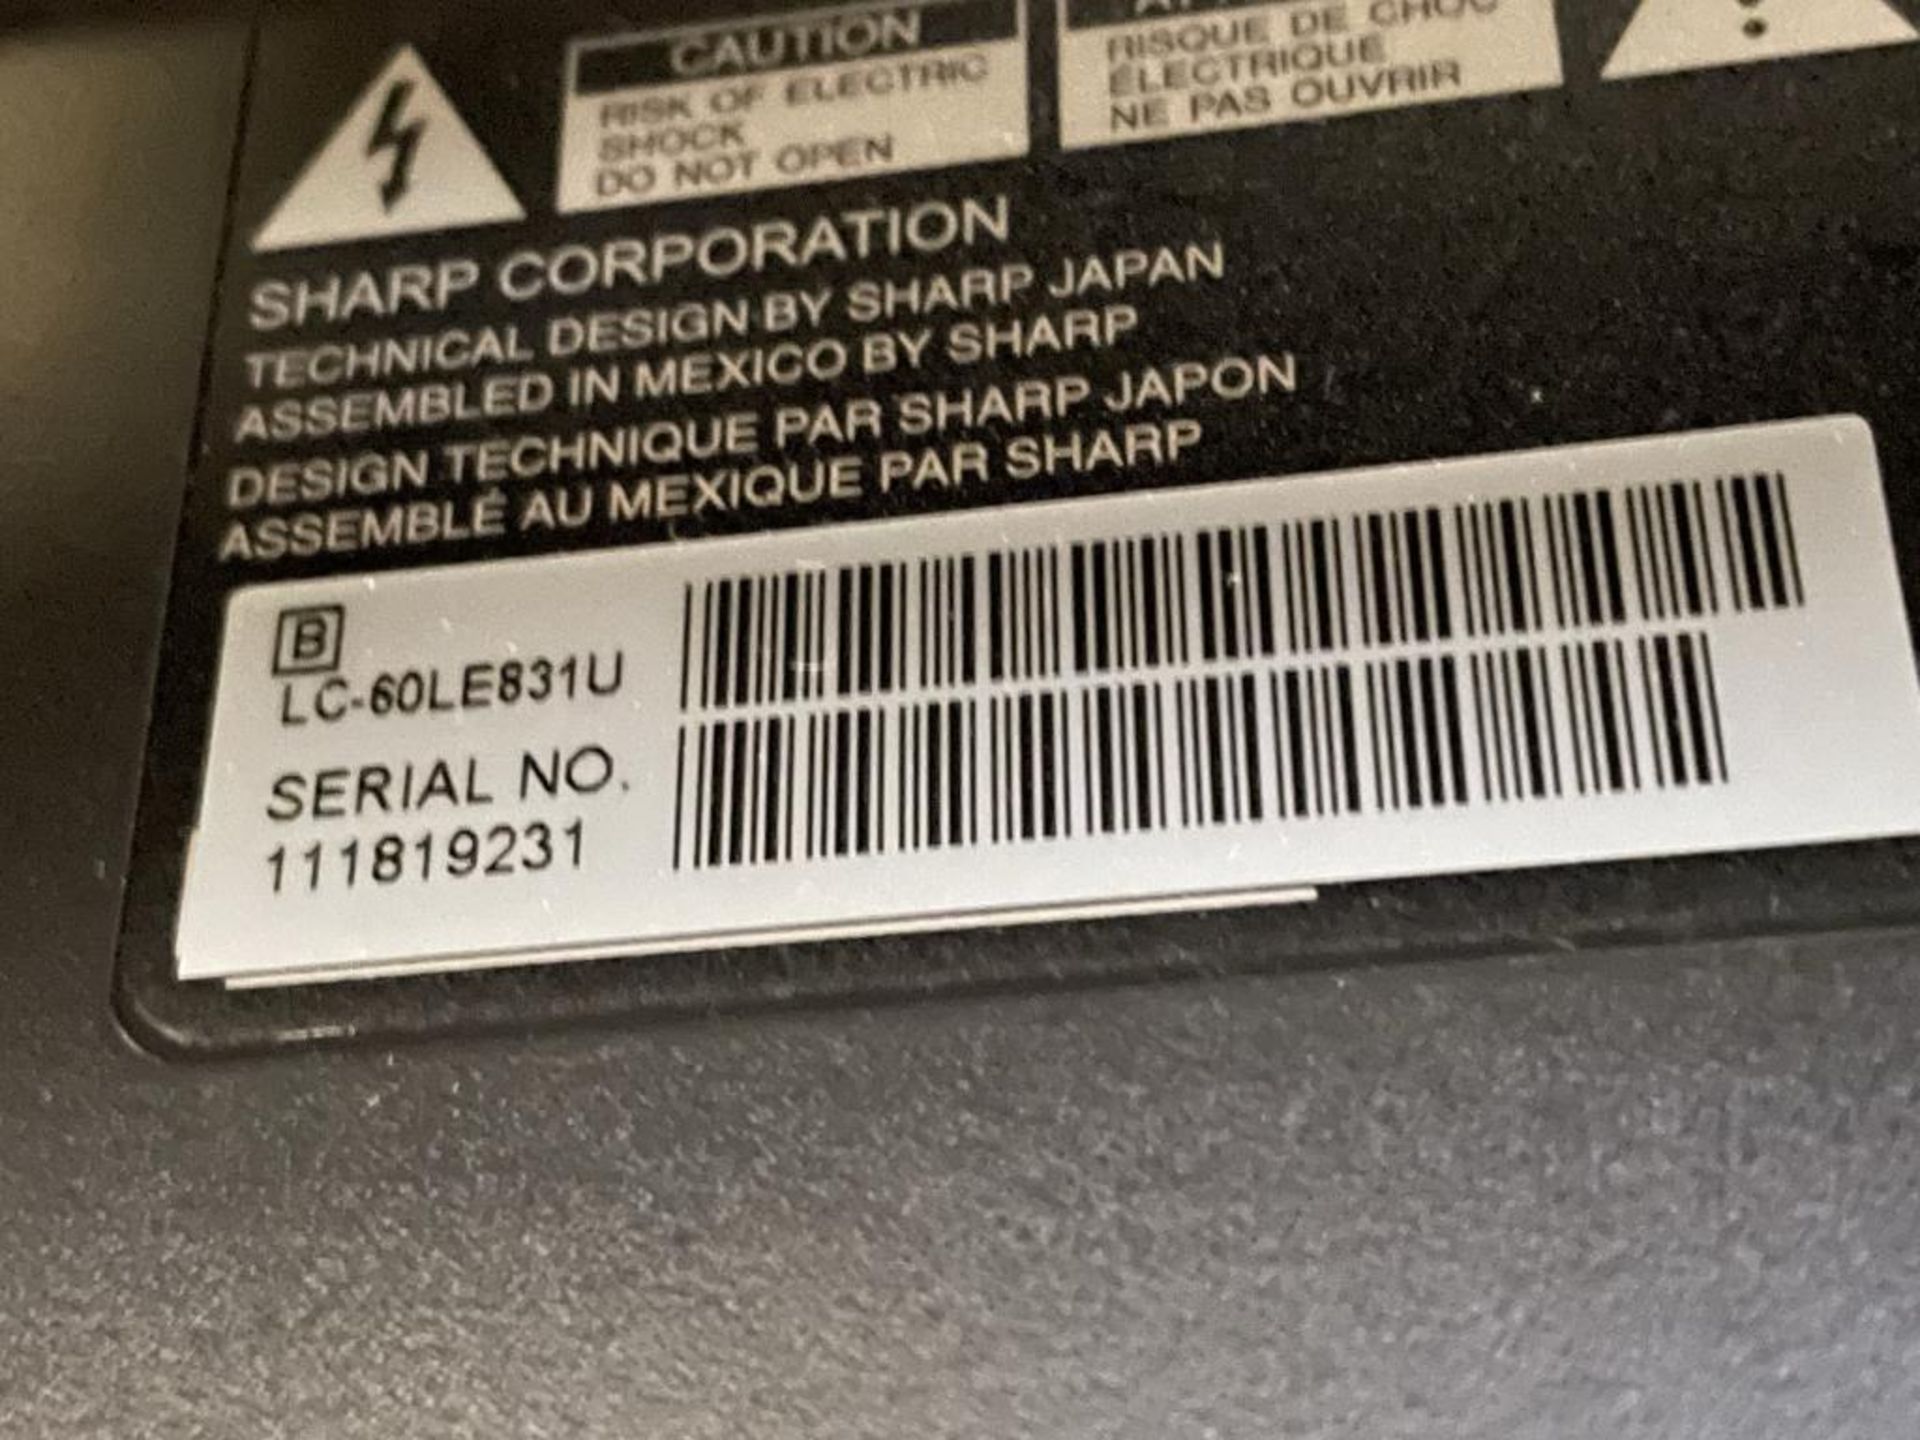 CAUTION
RISK OF ELECTRIC
SHOCK
DO NOT OPEN
RISQUE DE CHOC
ÉLECTRIQUE
NE PAS OUVRIR
SHARP CORPORATION
TECHNICAL DESIGN BY SHARP JAPAN
ASSEMBLED IN MEXICO BY SHARP
DESIGN TECHNIQUE PAR SHARP JAPON
ASSEMBLÉ AU MEXIQUE PAR SHARP
B
LC-60LE831U
SERIAL NO.
111819231